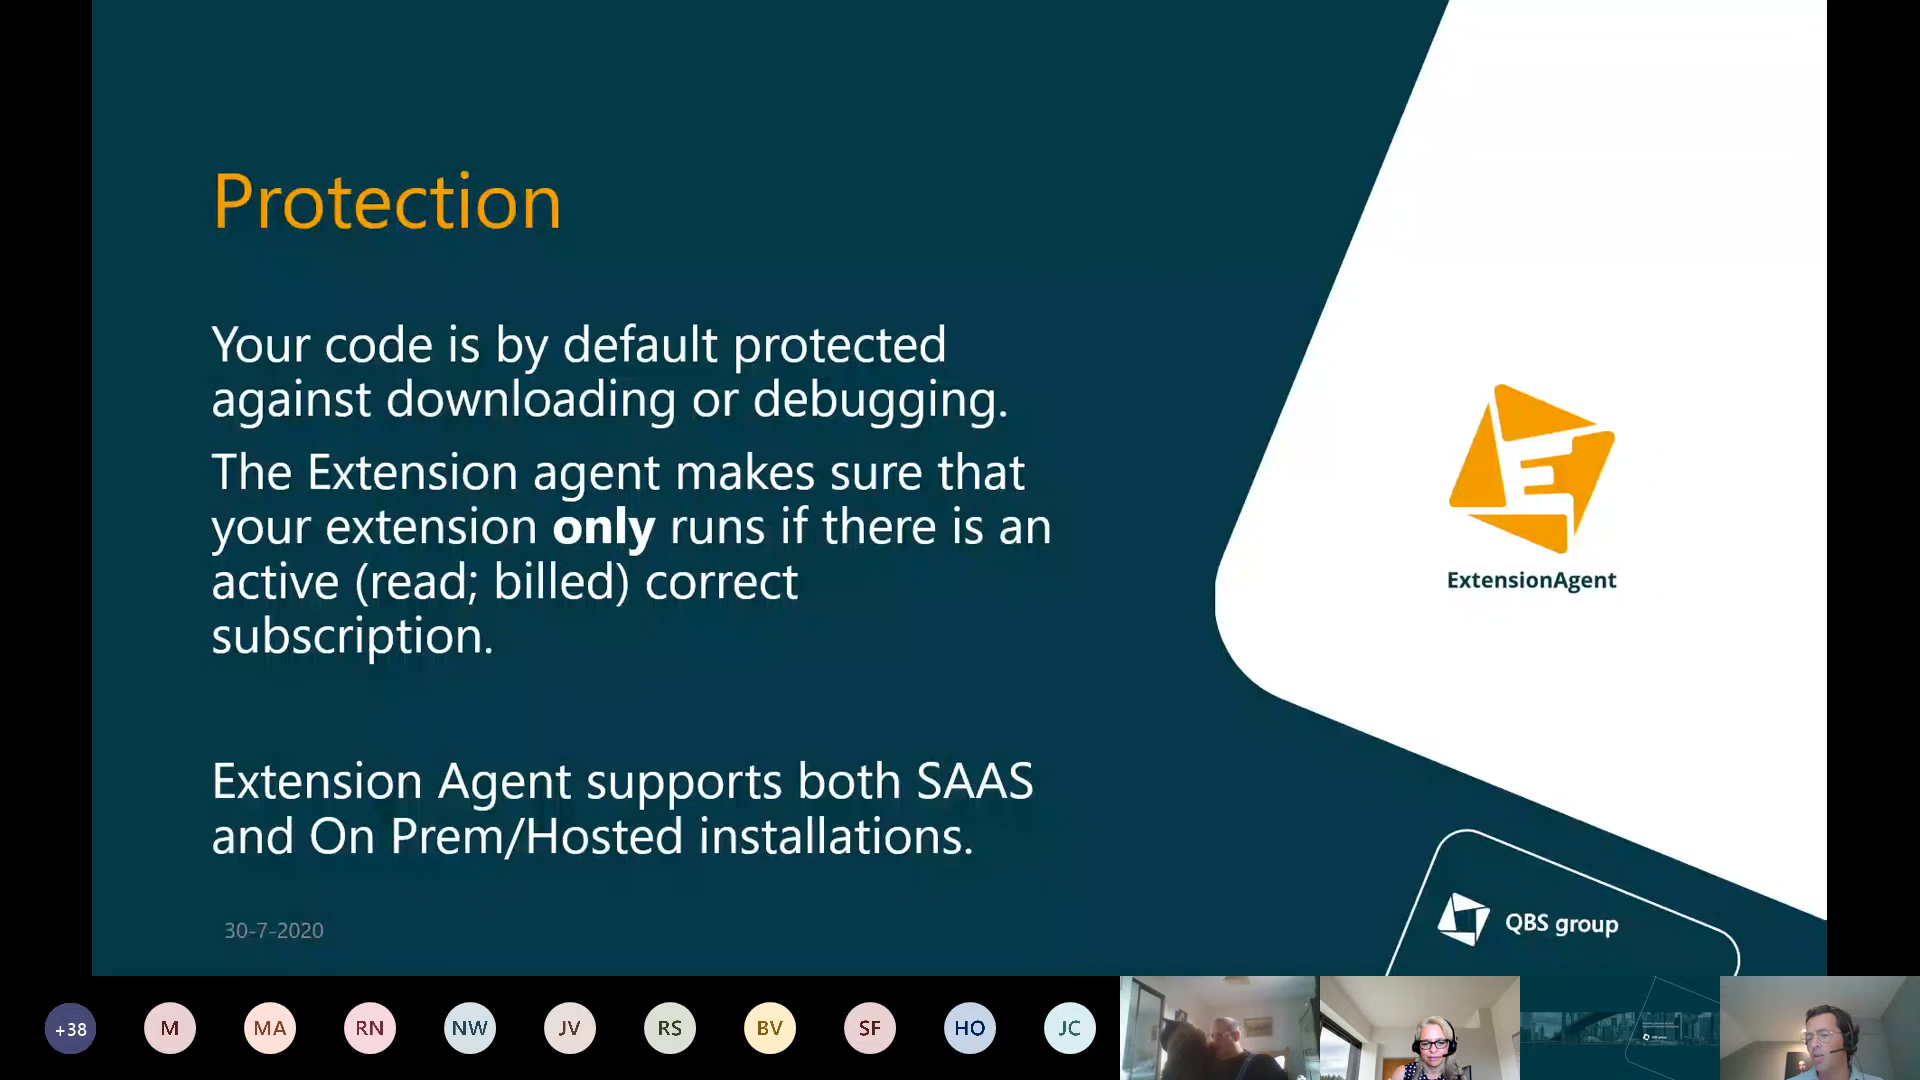 Protection
Your code is by default protected
against downloading or debugging.
The Extension agent makes sure that
your extension only runs if there is an
active (read; billed) correct
subscription.
Extension Agent supports both SAAS
and On Prem/Hosted installations.
30-7-2020
ExtensionAgent
QBS group
+38
M
MA
RN
NW
JV
RS
BV
SF
HO
JC